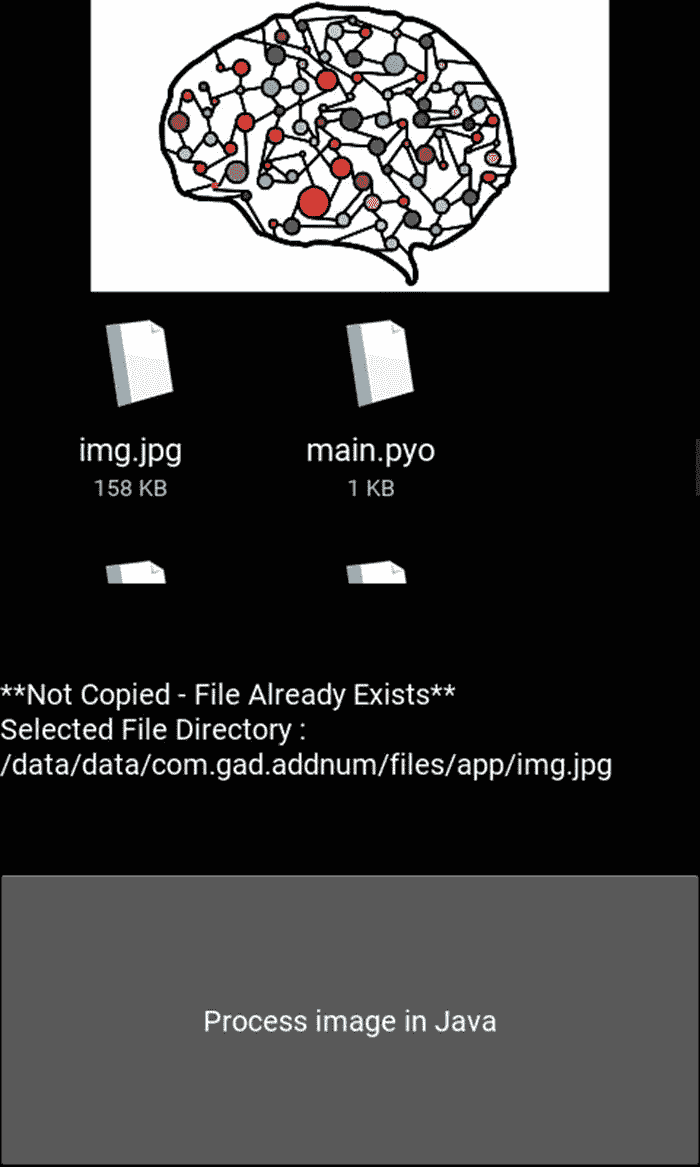 img.jpg main.pyo
158 KB 1 KB
**Not Copied - File Already Exists**
Selected File Directory :
/data/data/com.gad.addnum/files/app/img.jpg
Process image in Java